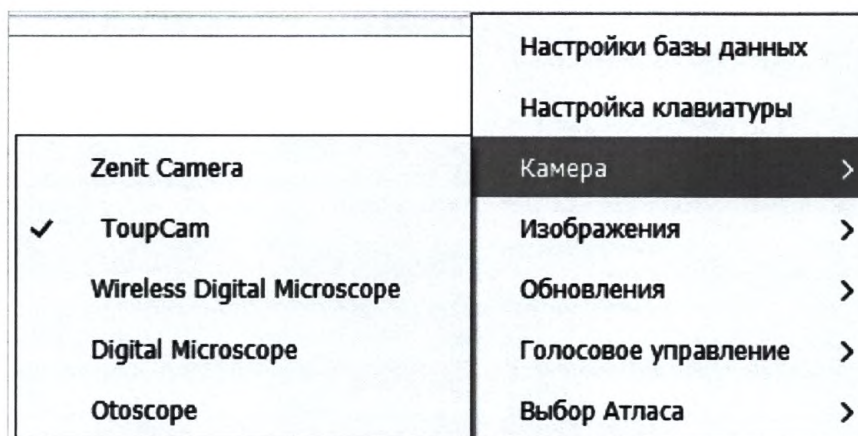 Настройки базы данных
Настройка клавиатуры
Камера
Изображения
Обновления
Голосовое управление
Выбор Атласа
Zenit Camera
ToupCam
Wireless Digital Microscope
Digital Microscope
Otoscope